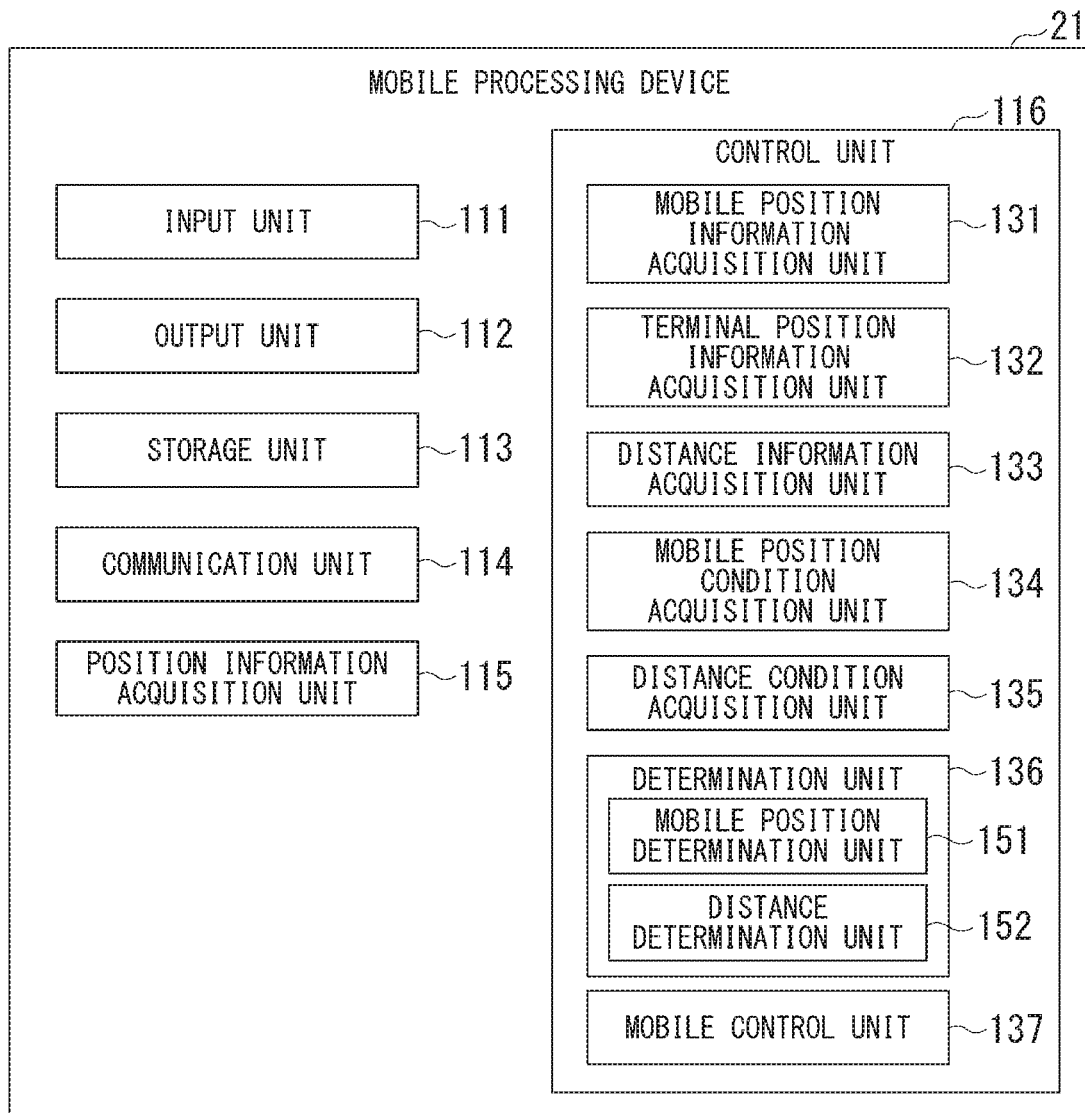 21
MOBILE PROCESSING DEVICE
INPUT UNIT
111
OUTPUT UNIT
112
STORAGE UNIT
113
COMMUNICATION UNIT
114
POSITION INFORMATION
ACQUISITION UNIT
115
116
CONTROL UNIT
MOBILE POSITION
INFORMATION
ACQUISITION UNIT
131
TERMINAL POSITION
INFORMATION
ACQUISITION UNIT
132
DISTANCE INFORMATION
ACQUISITION UNIT
133
MOBILE POSITION
CONDITION
ACQUISITION UNIT
134
DISTANCE CONDITION
ACQUISITION UNIT
135
DETERMINATION UNIT
136
MOBILE POSITION
DETERMINATION UNIT
151
DISTANCE
DETERMINATION UNIT
152
MOBILE CONTROL UNIT
137